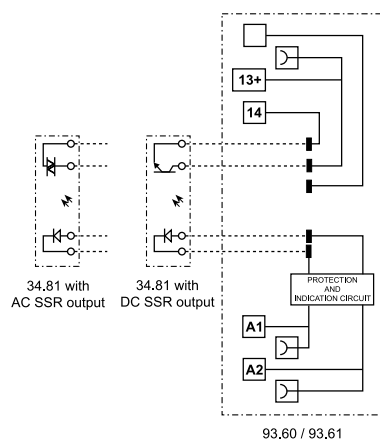 13+
14
PROTECTION
AND
INDICATION CIRCUIT
34.81 with
AC SSR output
34.81 with
DC SSR output
A1
A2
93.60 / 93.61